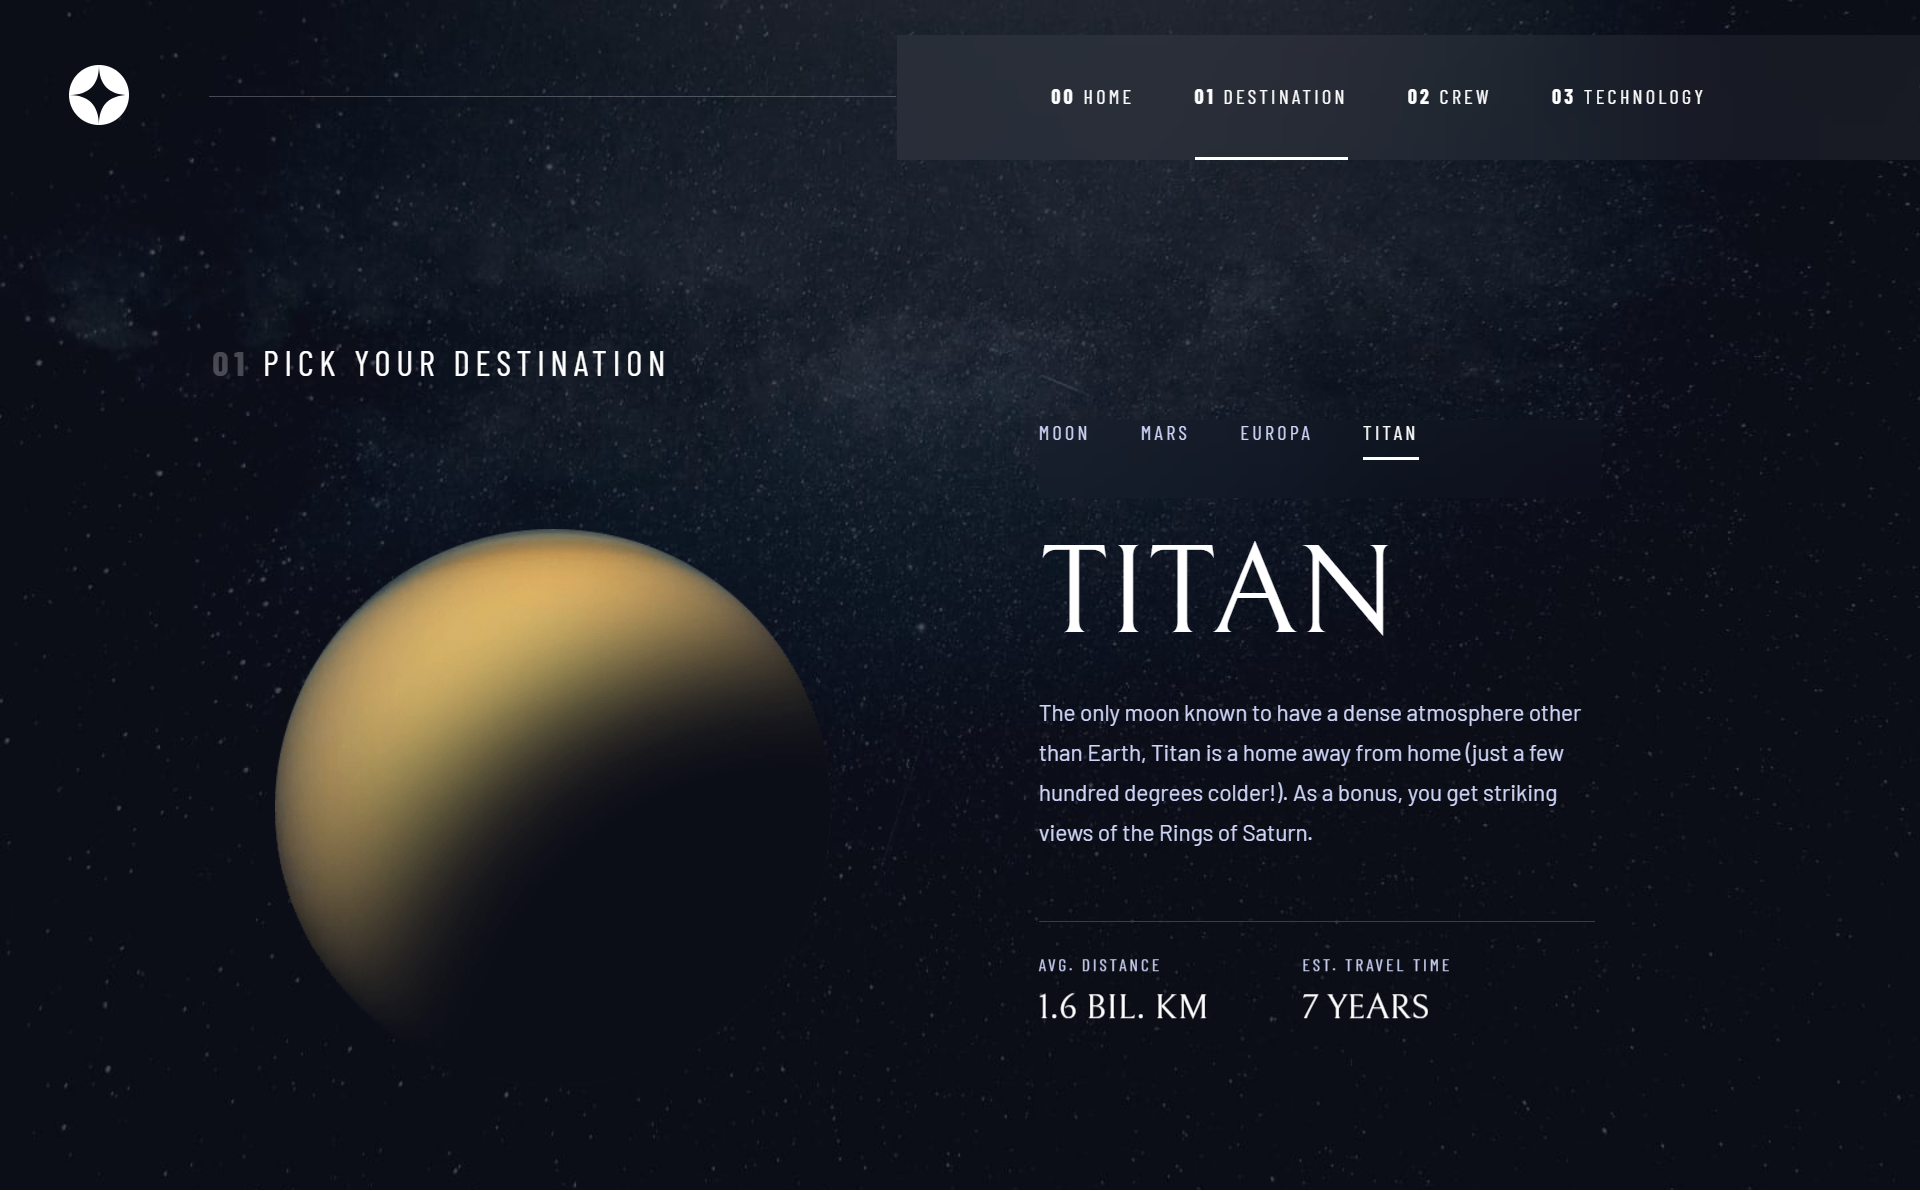 00 HOME 01 DESTINATION 02 CREW 03 TECHNOLOGY
01 PICK YOUR DESTINATION
MOON MARS EUROPA TITAN
TITAN
The only moon known to have a dense atmosphere other
than Earth, Titan is a home away from home (just a few
hundred degrees colder!). As a bonus, you get striking
views of the Rings of Saturn.
AVG. DISTANCE EST. TRAVEL TIME
1.6 BIL. KM 7 YEARS